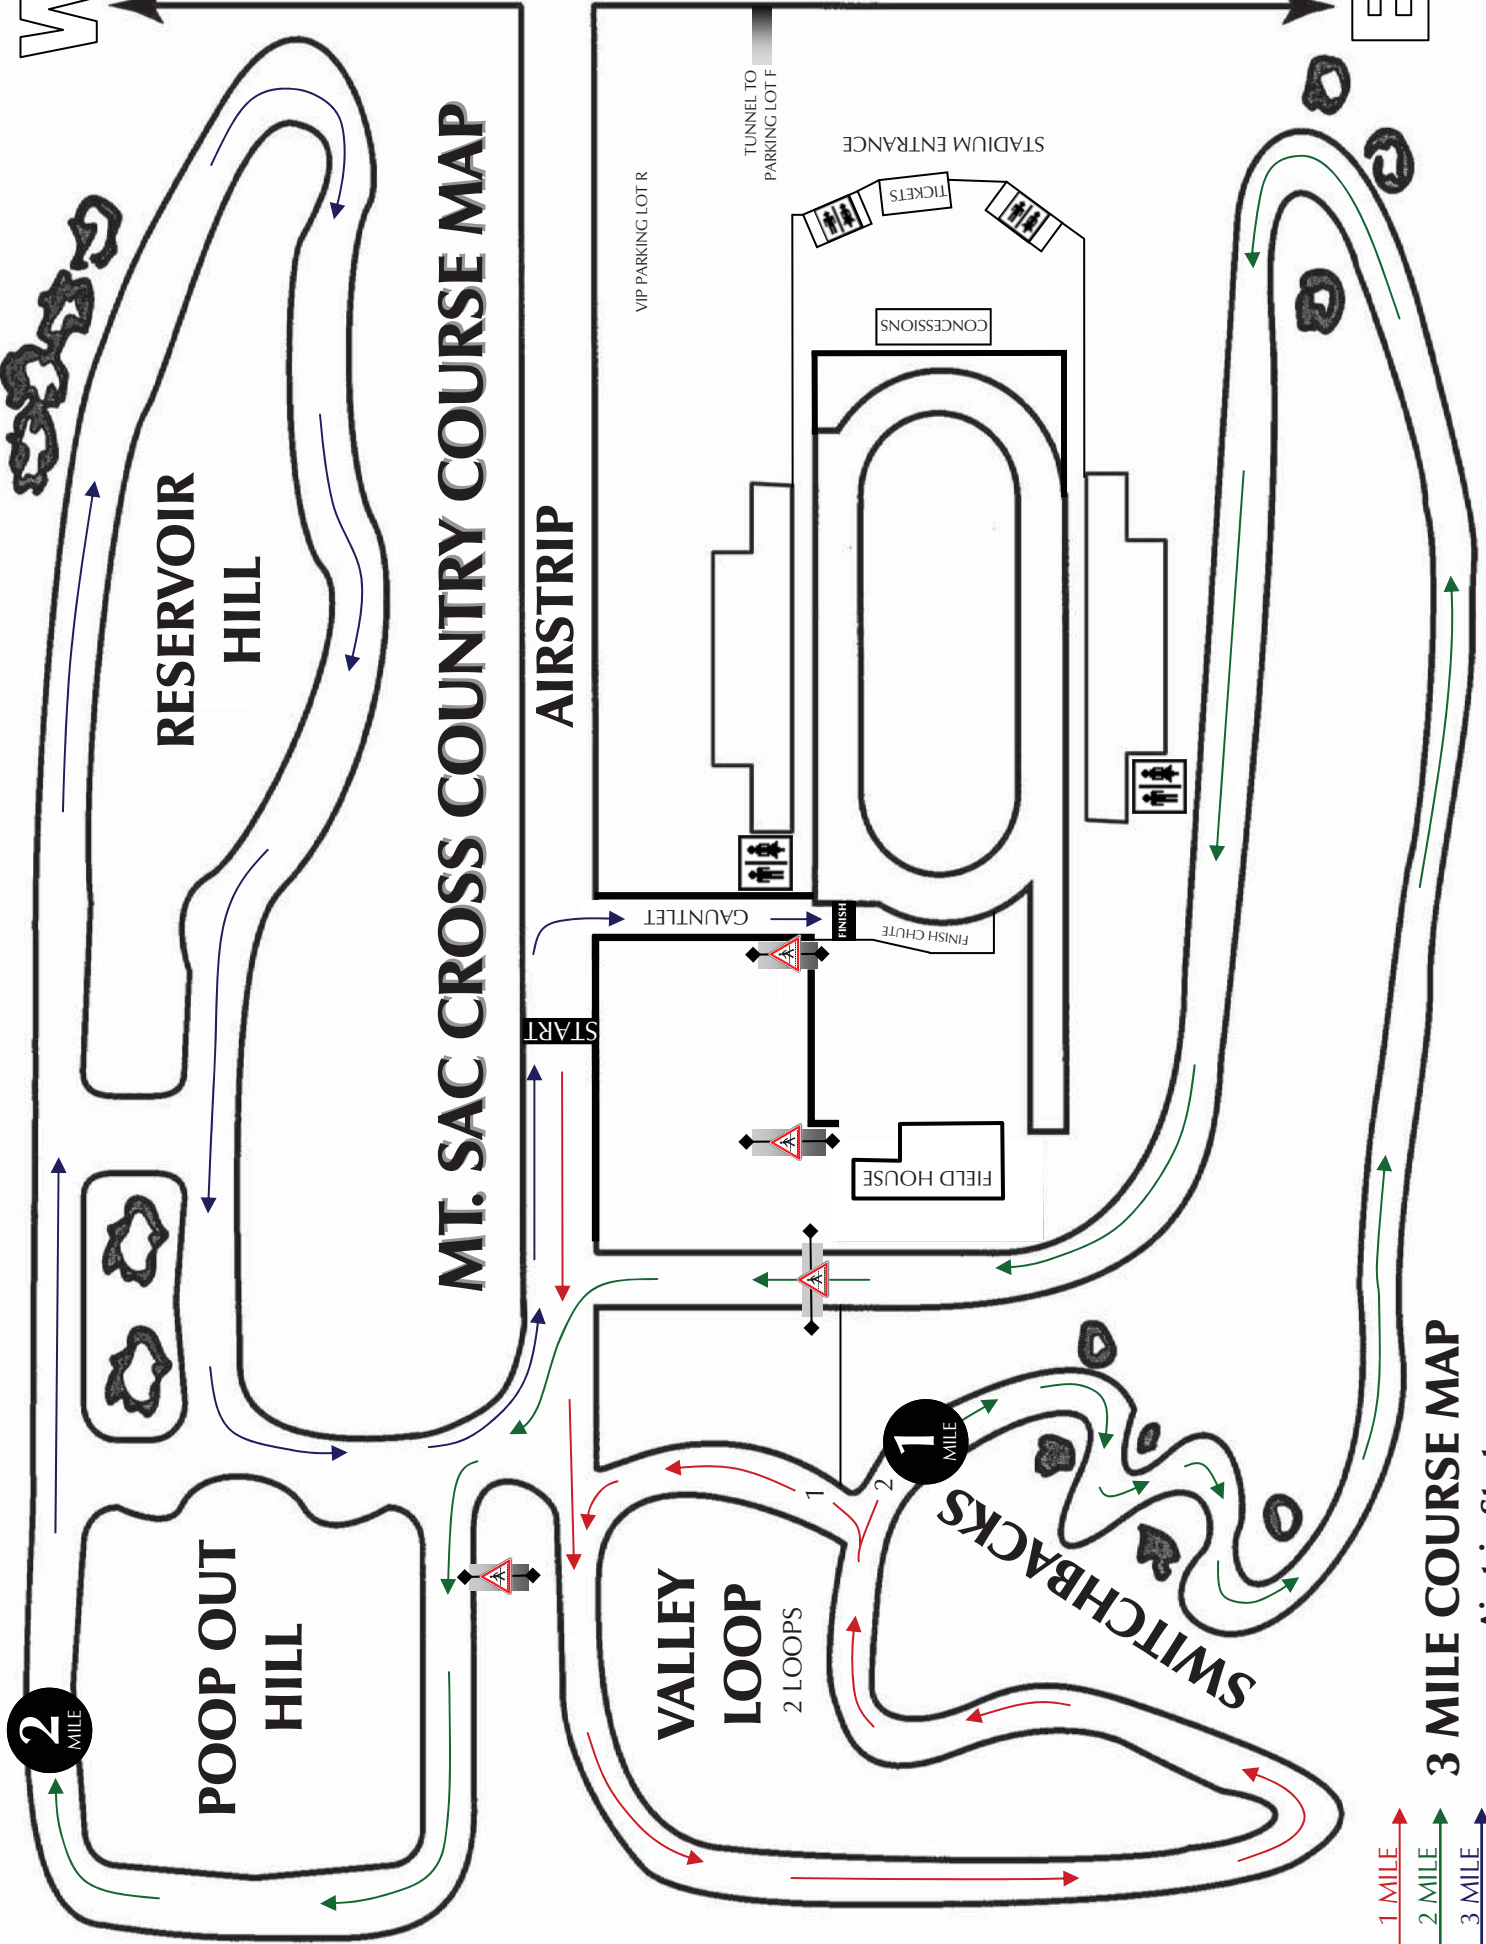 W
E
MT. SAC CROSS COUNTRY COURSE MAP
RESERVOIR
HILL
AIRSTRIP
TUNNEL TO
PARKING LOT F
VIP PARKING LOT R
STADIUM ENTRANCE
TICKETS
CONCESSIONS
GAUNTLET
FINISH
FINISH CHUTE
START
FIELD HOUSE
POOP OUT
HILL
2
MILE
VALLEY
LOOP
2 LOOPS
1
2
1
MILE
SWITCHBACKS
3 MILE COURSE MAP
Airstrip Start
1 MILE
2 MILE
3 MILE